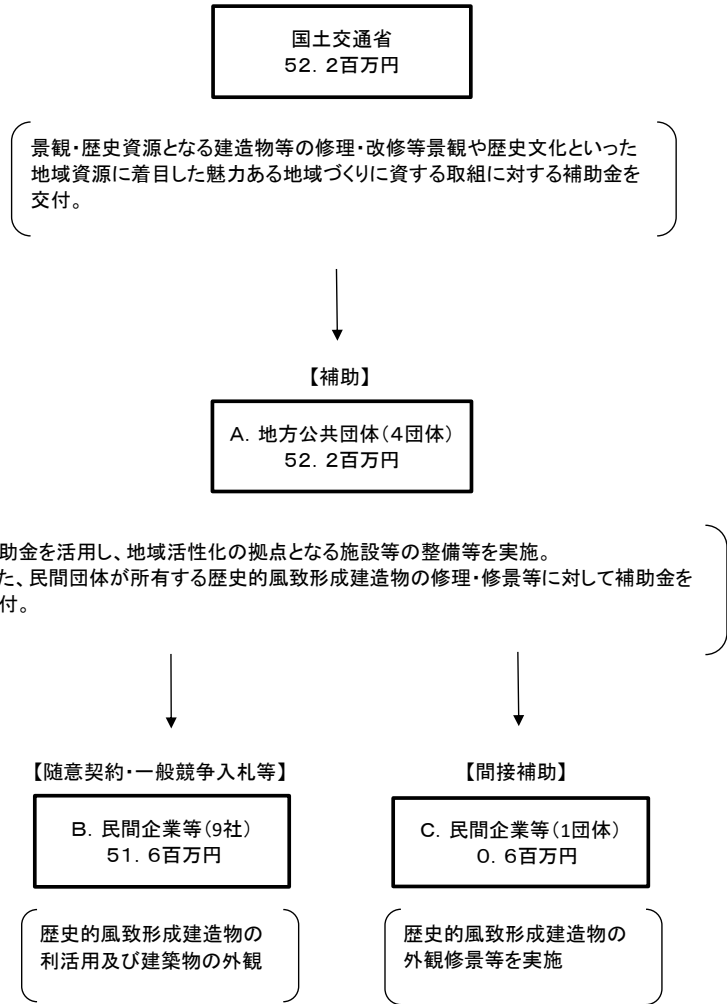 国土交通省
52．2百万円
景観・歴史資源となる建造物等の修理・改修等景観や歴史文化といった
地域資源に着目した魅力ある地域づくりに資する取組に対する補助金を
交付。
【補助】
A．地方公共団体（4団体）
52．2百万円
助金を活用し、地域活性化の拠点となる施設等の整備等を実施。
た、民間団体が所有する歴史的風致形成建造物の修理・修景等に対して補助金を
付。
【随意契約・一般競争入札等】
【間接補助】
B．民間企業等（9社）
51．6百万円
C．民間企業等（1団体）
0．6百万円
歴史的風致形成建造物の
利活用及び建築物の外観
歴史的風致形成建造物の
外観修景等を実施